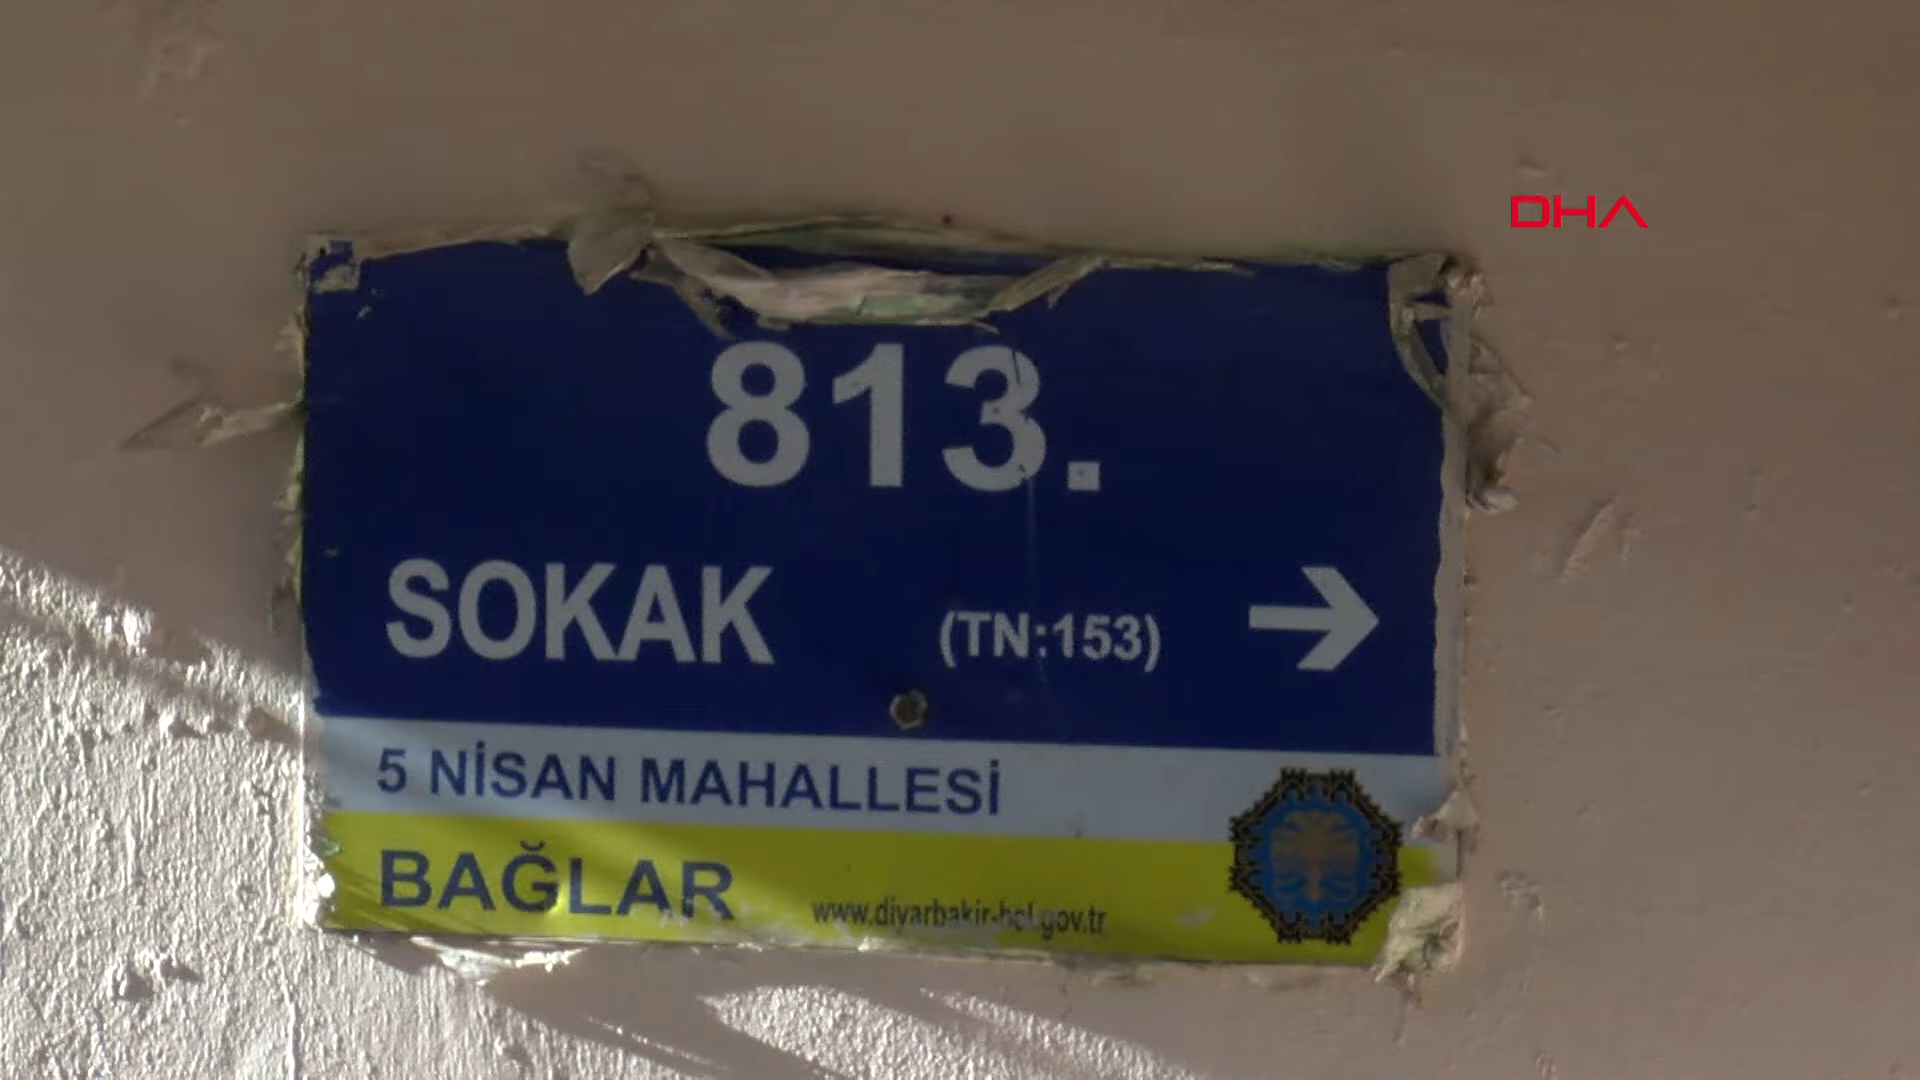 DHA
813.
SOKAK (TN:153)
5 NİSAN MAHALLESİ
BAĞLAR www.diyarbakir-bel.gov.tr